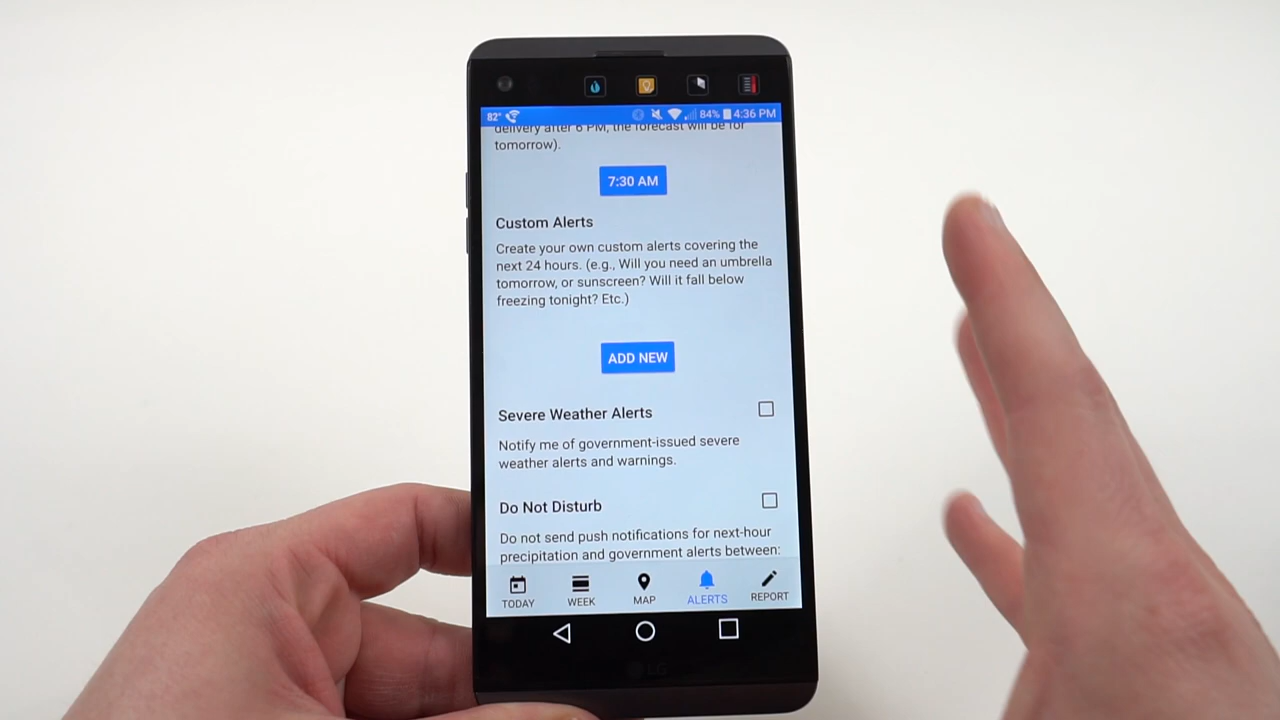 82° 84% 4:36 PM
delivery after 6 PM, the forecast will be for
tomorrow).
7:30 AM
Custom Alerts
Create your own custom alerts covering the
next 24 hours. (e.g., Will you need an umbrella
tomorrow, or sunscreen? Will it fall below
freezing tonight? Etc.)
ADD NEW
Severe Weather Alerts
Notify me of government-issued severe
weather alerts and warnings.
Do Not Disturb
Do not send push notifications for next-hour
precipitation and government alerts between:
TODAY WEEK MAP ALERTS REPORT
LG